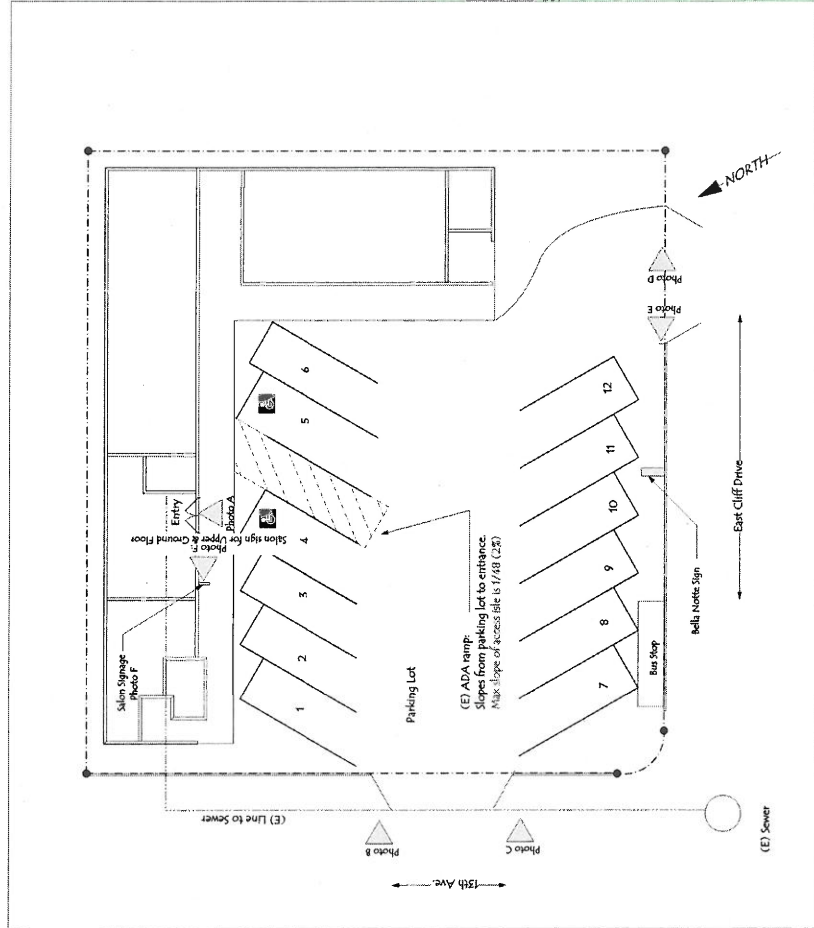 NORTH
Photo D
Photo E
East Cliff Drive
Bella Notte Sign
Bus Stop
12
11
10
9
8
7
6
5
4
3
2
1
Entry
Photo A
Salon sign for Upper & Ground Floor
Photo F
Salon Signage
Photo F
(E) ADA ramp:
Slopes from parking lot to entrance.
Max slope of access isle is 1/48 (2%)
Parking Lot
(E) Line to Sewer
Photo B
Photo C
13th Ave.
(E) Sewer